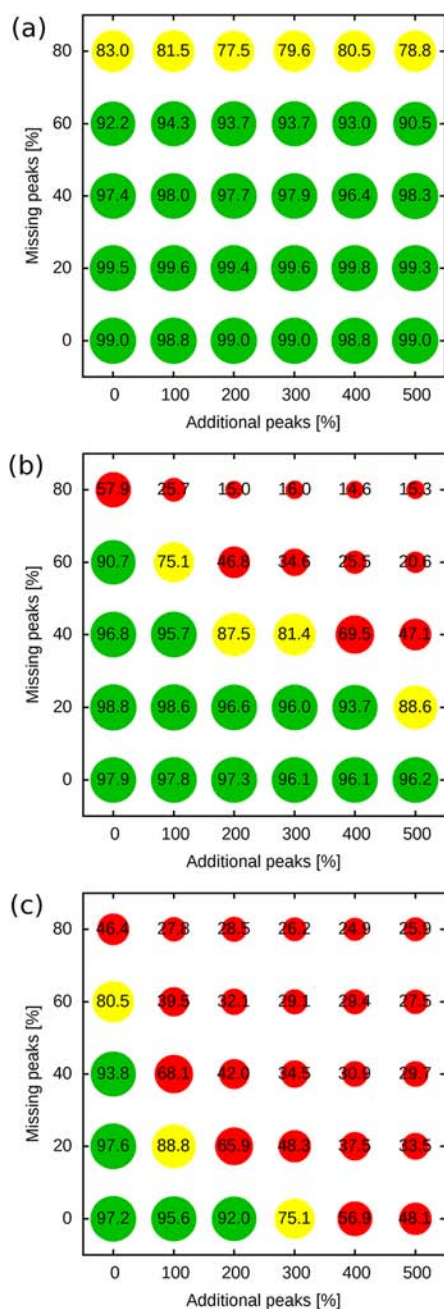 (a)
Missing peaks [%]
80 83.0 81.5 77.5 79.6 80.5 78.8
60 92.2 94.3 93.7 93.7 93.0 90.5
40 97.4 98.0 97.7 97.9 96.4 98.3
20 99.5 99.6 99.4 99.6 99.8 99.3
0 99.0 98.8 99.0 99.0 98.8 99.0
0 100 200 300 400 500
Additional peaks [%]
(b)
Missing peaks [%]
80 57.9 25.7 15.0 16.0 14.6 15.3
60 90.7 75.1 46.8 34.6 25.5 20.6
40 96.8 95.7 87.5 81.4 69.5 47.1
20 98.8 98.6 96.6 96.0 93.7 88.6
0 97.9 97.8 97.3 96.1 96.1 96.2
0 100 200 300 400 500
Additional peaks [%]
(c)
Missing peaks [%]
80 46.4 27.8 28.5 26.2 24.9 25.9
60 80.5 39.5 32.1 29.1 29.4 27.5
40 93.8 68.1 42.0 34.5 30.9 29.7
20 97.6 88.8 65.9 48.3 37.5 33.5
0 97.2 95.6 92.0 75.1 56.9 48.1
0 100 200 300 400 500
Additional peaks [%]